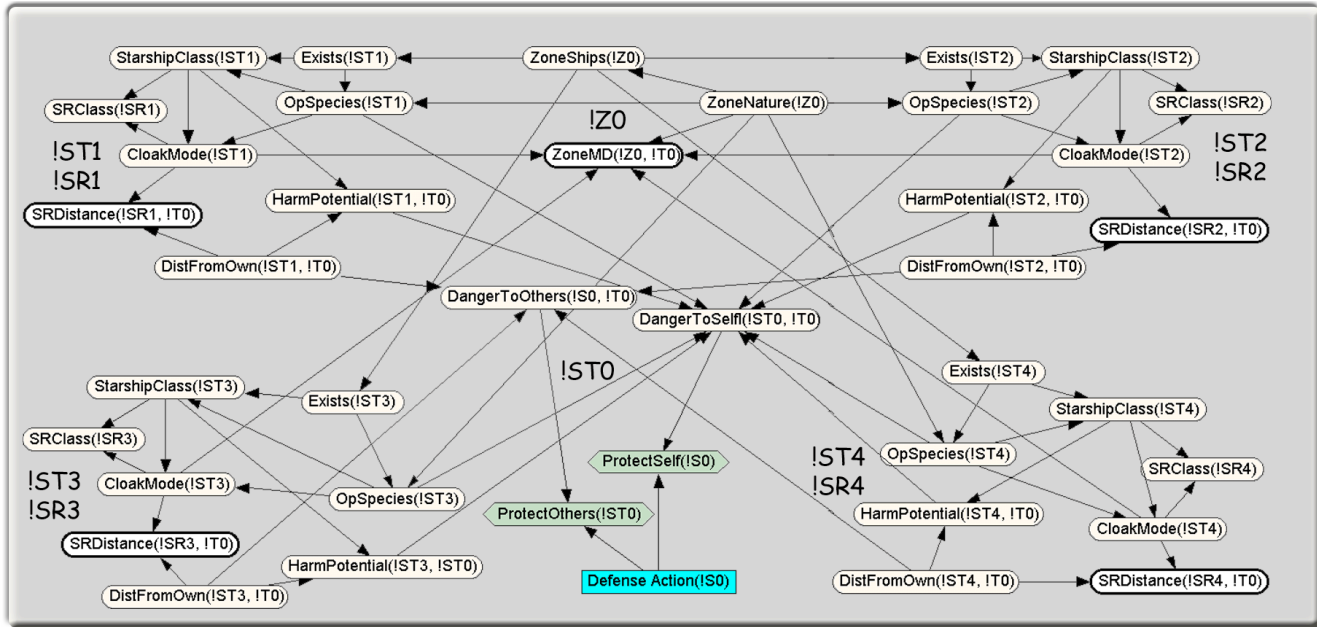 StarshipClass(!ST1)
Exists(!ST1)
ZoneShips(!Z0)
Exists(!ST2)
StarshipClass(!ST2)
SRClass(!SR1)
OpSpecies(!ST1)
ZoneNature(!Z0)
OpSpecies(!ST2)
SRClass(!SR2)
!Z0
!ST1
!SR1
CloakMode(!ST1)
ZoneMD(!Z0, !T0)
CloakMode(!ST2)
!ST2
!SR2
SRDistance(!SR1, !T0)
HarmPotential(!ST1, !T0)
HarmPotential(!ST2, !T0)
SRDistance(!SR2, !T0)
DistFromOwn(!ST1, !T0)
DistFromOwn(!ST2, !T0)
DangerToOthers(!S0, !T0)
DangerToSelfl(!ST0, !T0)
!ST0
StarshipClass(!ST3)
Exists(!ST3)
Exists(!ST4)
StarshipClass(!ST4)
SRClass(!SR3)
OpSpecies(!ST4)
ProtectSelf(!S0)
!ST4
!SR4
SRClass(!SR4)
!ST3
!SR3
CloakMode(!ST3)
OpSpecies(!ST3)
ProtectOthers(!ST0)
HarmPotential(!ST4, !T0)
CloakMode(!ST4)
SRDistance(!SR3, !T0)
HarmPotential(!ST3, !ST0)
Defense Action(!S0)
DistFromOwn(!ST4, !T0)
SRDistance(!SR4, !T0)
DistFromOwn(!ST3, !T0)